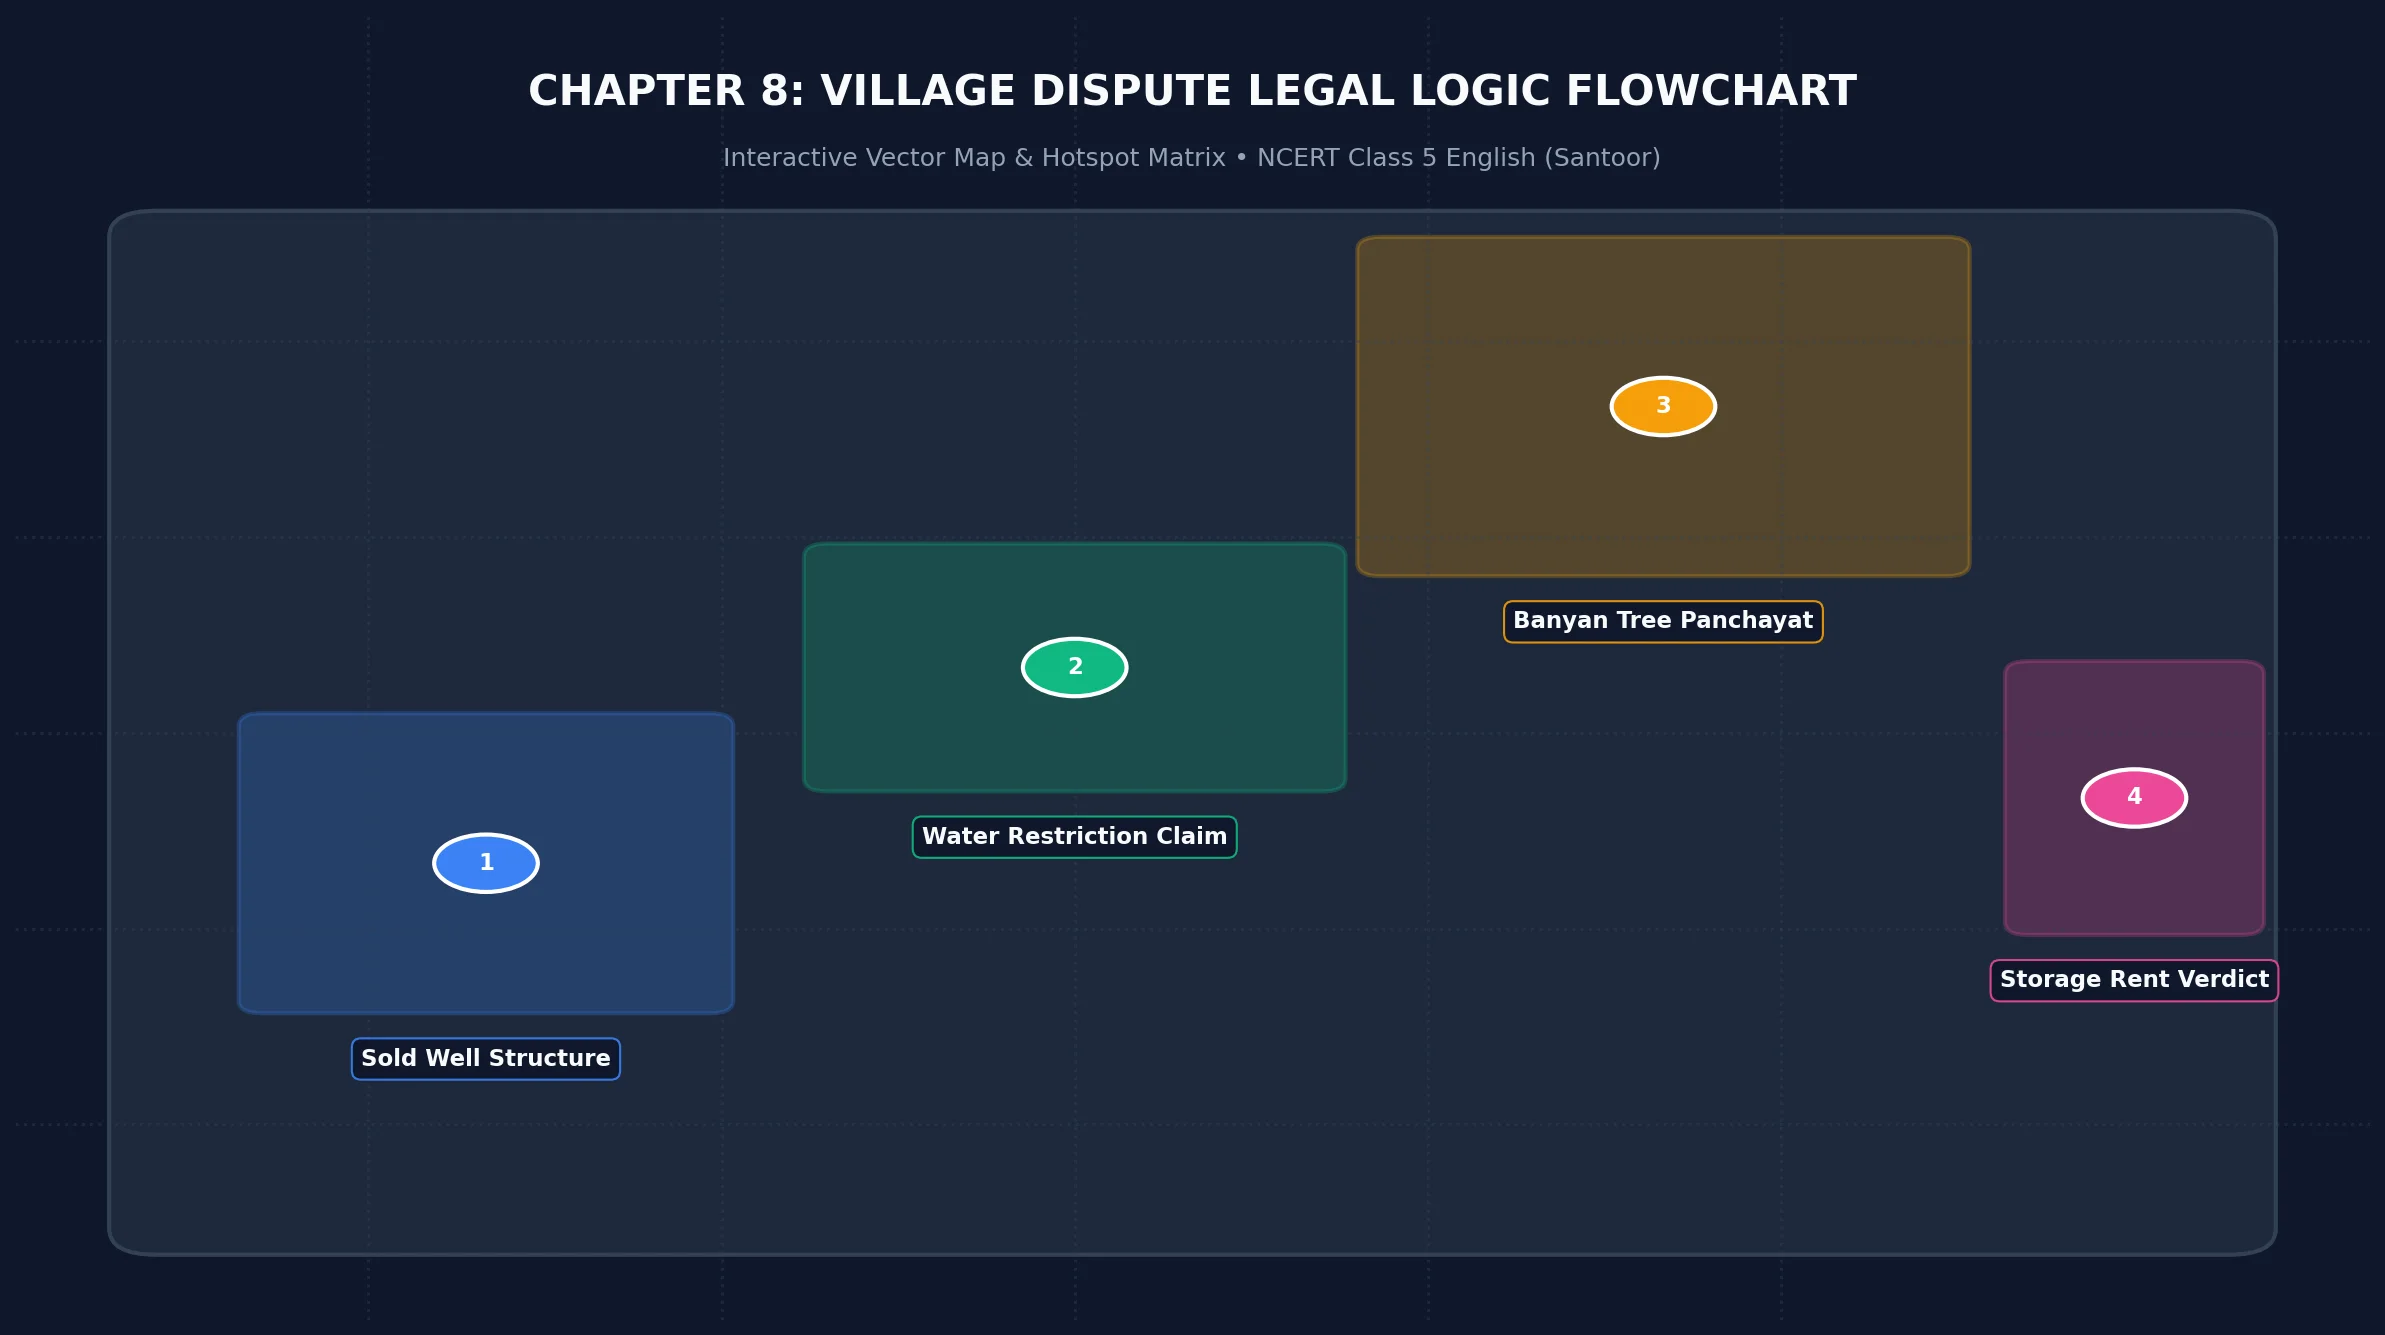 CHAPTER 8: VILLAGE DISPUTE LEGAL LOGIC FLOWCHART
Interactive Vector Map & Hotspot Matrix • NCERT Class 5 English (Santoor)
1
Sold Well Structure
2
Water Restriction Claim
3
Banyan Tree Panchayat
4
Storage Rent Verdict